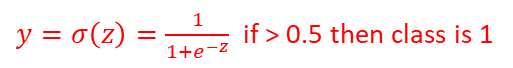 y = σ(z) = 1/(1+e^{-z}) if > 0.5 then class is 1